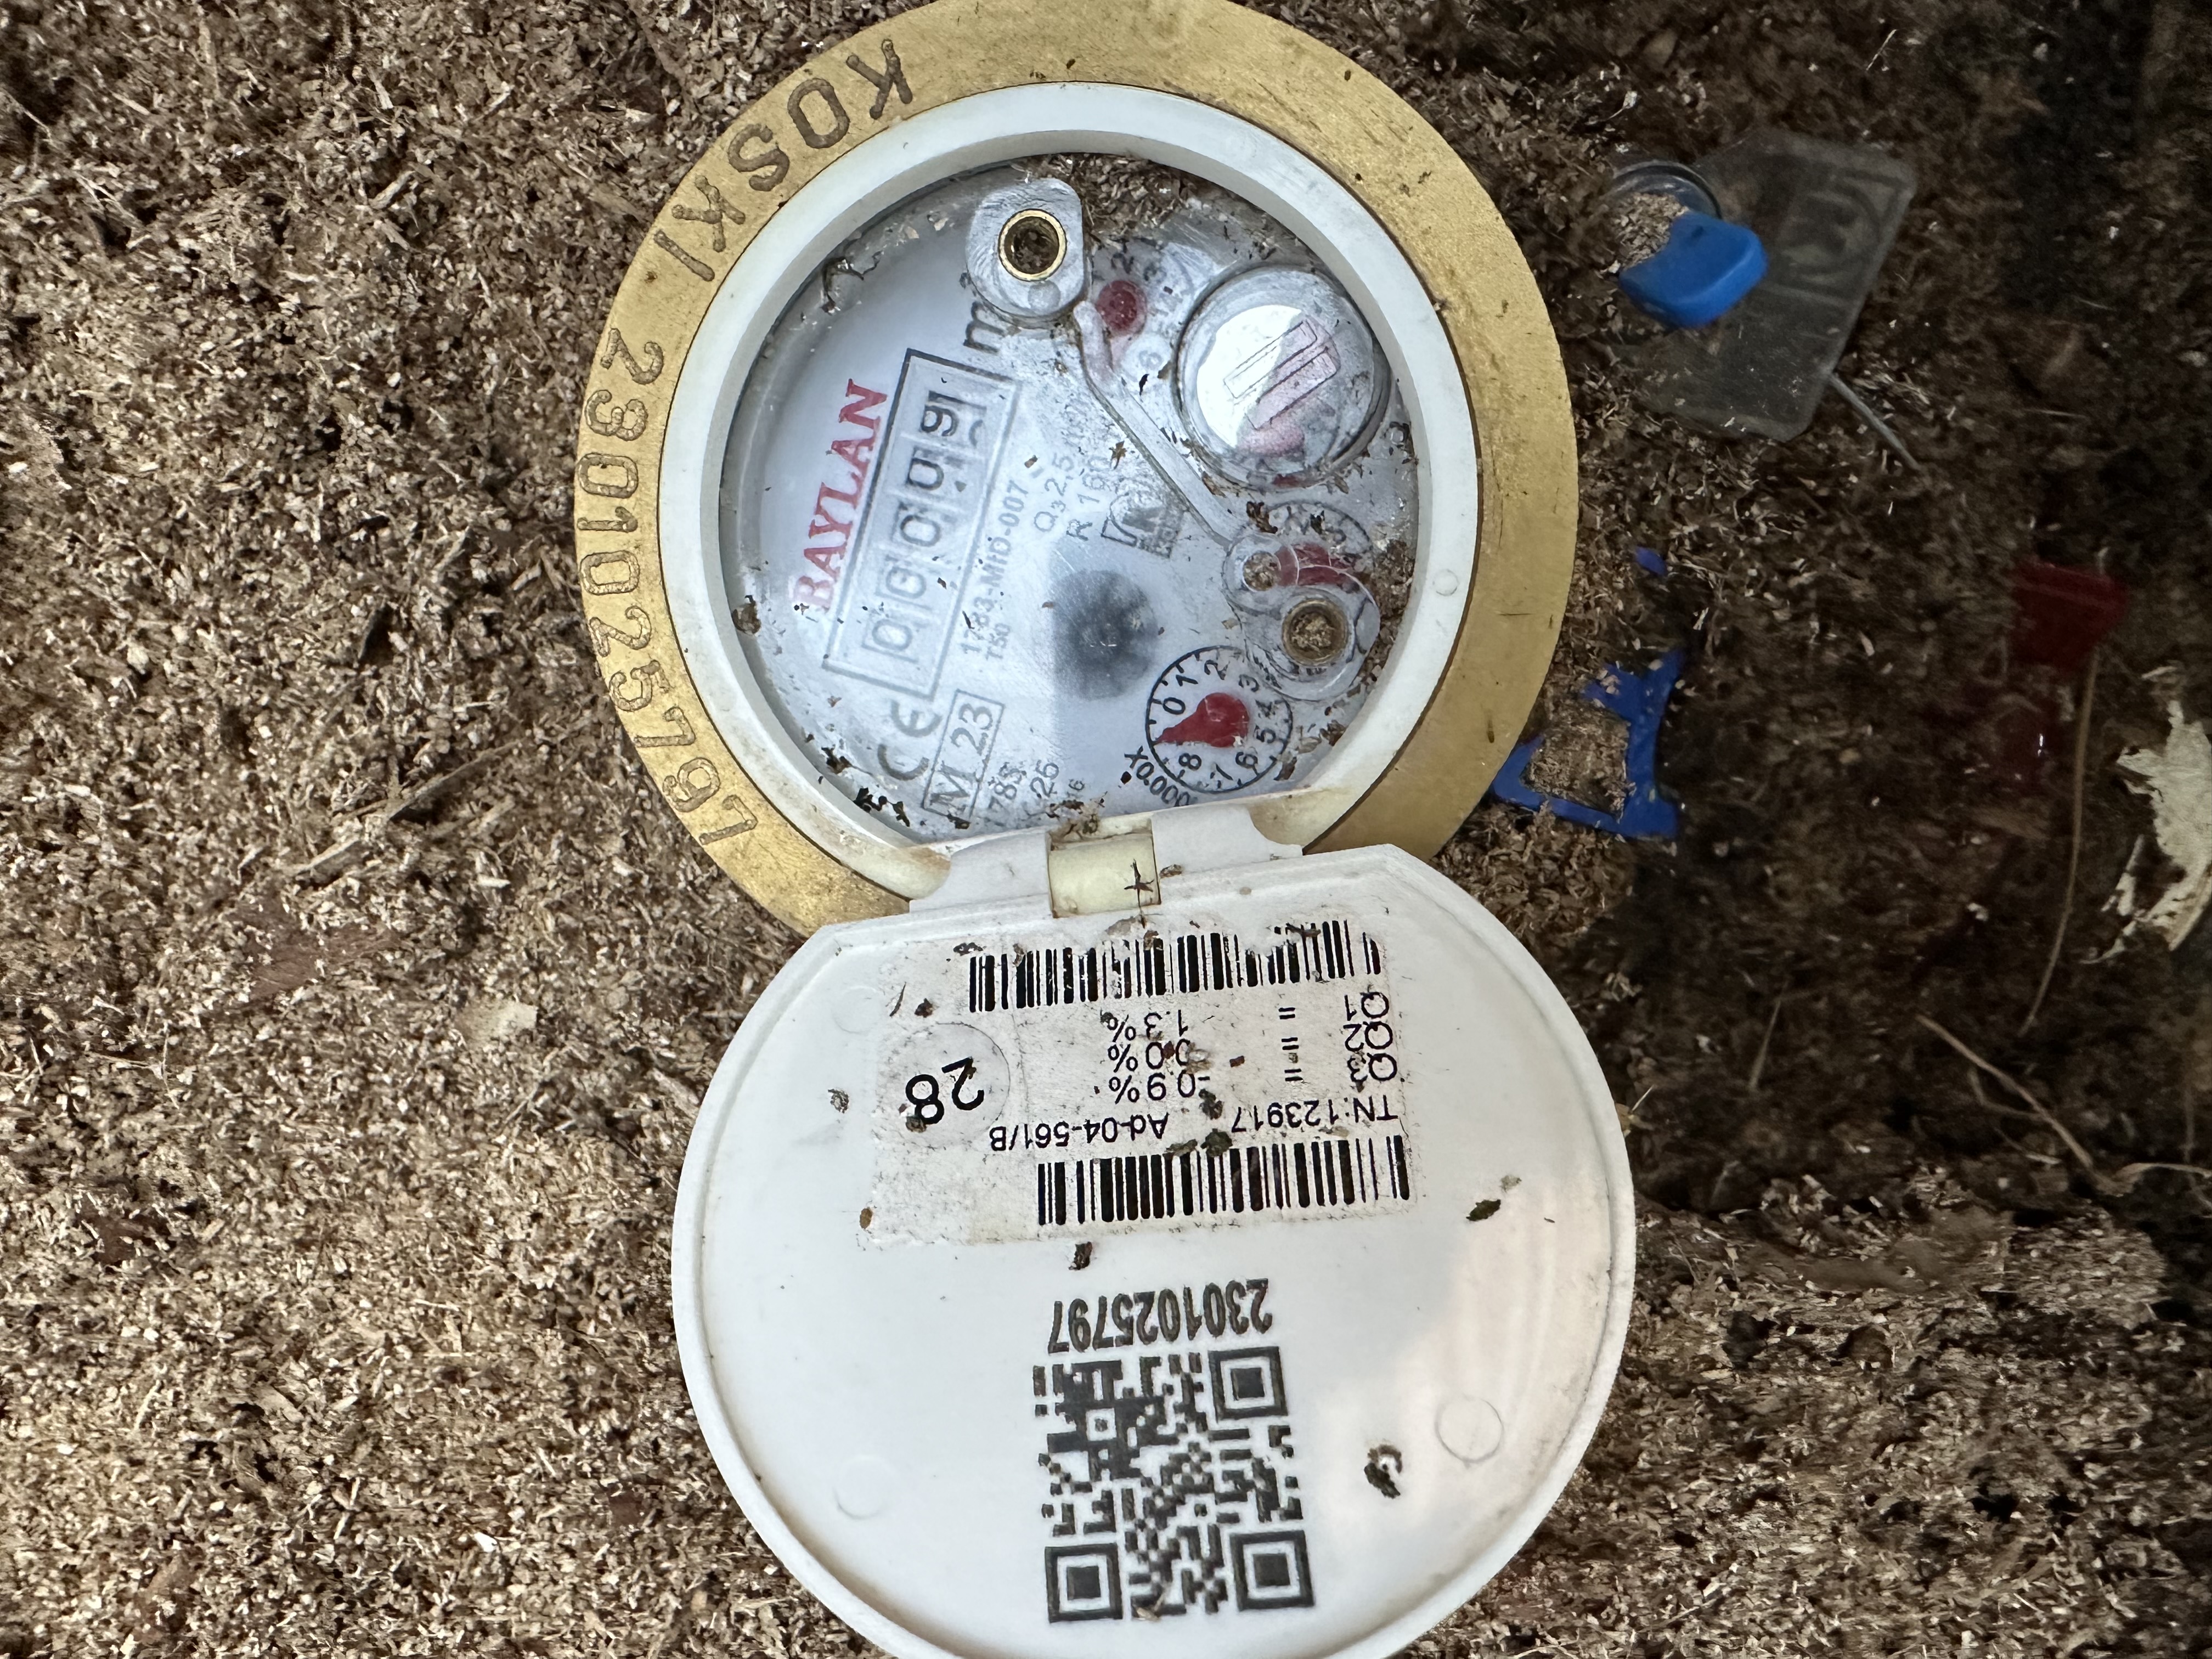 2301025797
Ad-04-561/B
28
TN:123917
Q3 = -0.9 %
Q2 = 0.0 %
Q1 = 1.3 %
KOSKI 2301025797
BAYLAN
00009
m³
CE
M 23
1783
1783-MID-007
T50
Q₃ 2,5
R 160
X0.0001
0 1 2 3 4 5 6 7 8